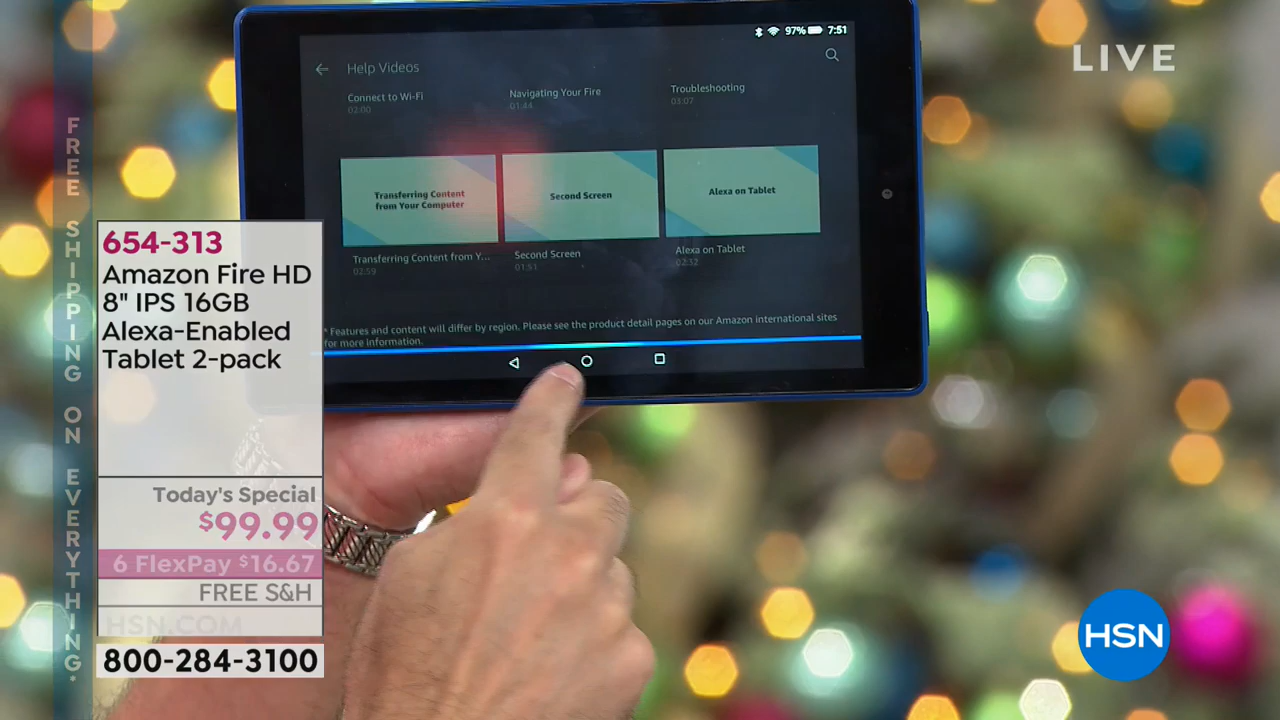 97% 7:51
Help Videos
Connect to Wi-Fi
02:00
Navigating Your Fire
01:44
Troubleshooting
03:07
Transferring Content
from Your Computer
Second Screen
Alexa on Tablet
Transferring Content from Y...
02:59
Second Screen
01:51
Alexa on Tablet
02:32
* Features and content will differ by region. Please see the product detail pages on our Amazon international sites
for more information.
LIVE
FREE SHIPPING ON EVERYTHING.*
654-313
Amazon Fire HD
8" IPS 16GB
Alexa-Enabled
Tablet 2-pack
Today's Special
$99.99
6 FlexPay $16.67
FREE S&H
HSN.COM
800-284-3100
HSN